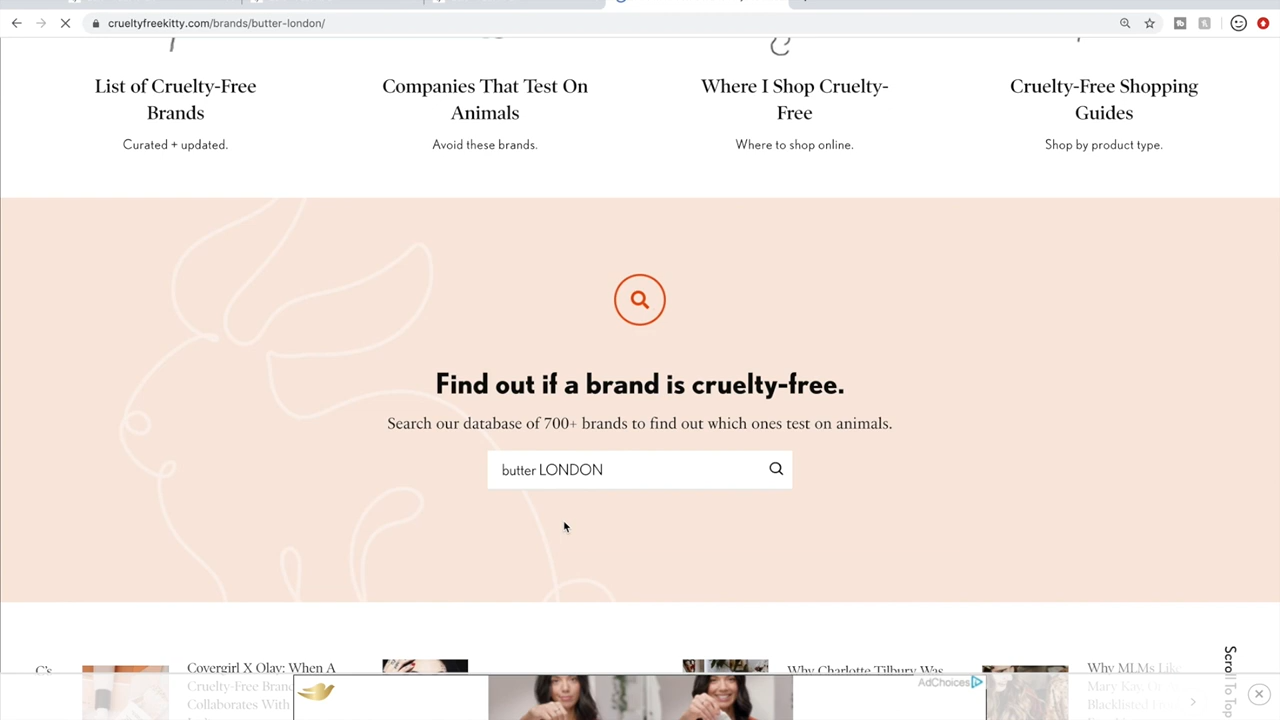 crueltyfreekitty.com/brands/butter-london/
List of Cruelty-Free
Brands
Curated + updated.
Companies That Test On
Animals
Avoid these brands.
Where I Shop Cruelty-
Free
Where to shop online.
Cruelty-Free Shopping
Guides
Shop by product type.
Find out if a brand is cruelty-free.
Search our database of 700+ brands to find out which ones test on animals.
butter LONDON
C's
Covergirl X Olay: When A
Cruelty-Free Brand
Collaborates With
Why Charlotte Tilbury Was
Why MLMs Like
Mary Kay
Blacklisted
Scroll To Top
AdChoices